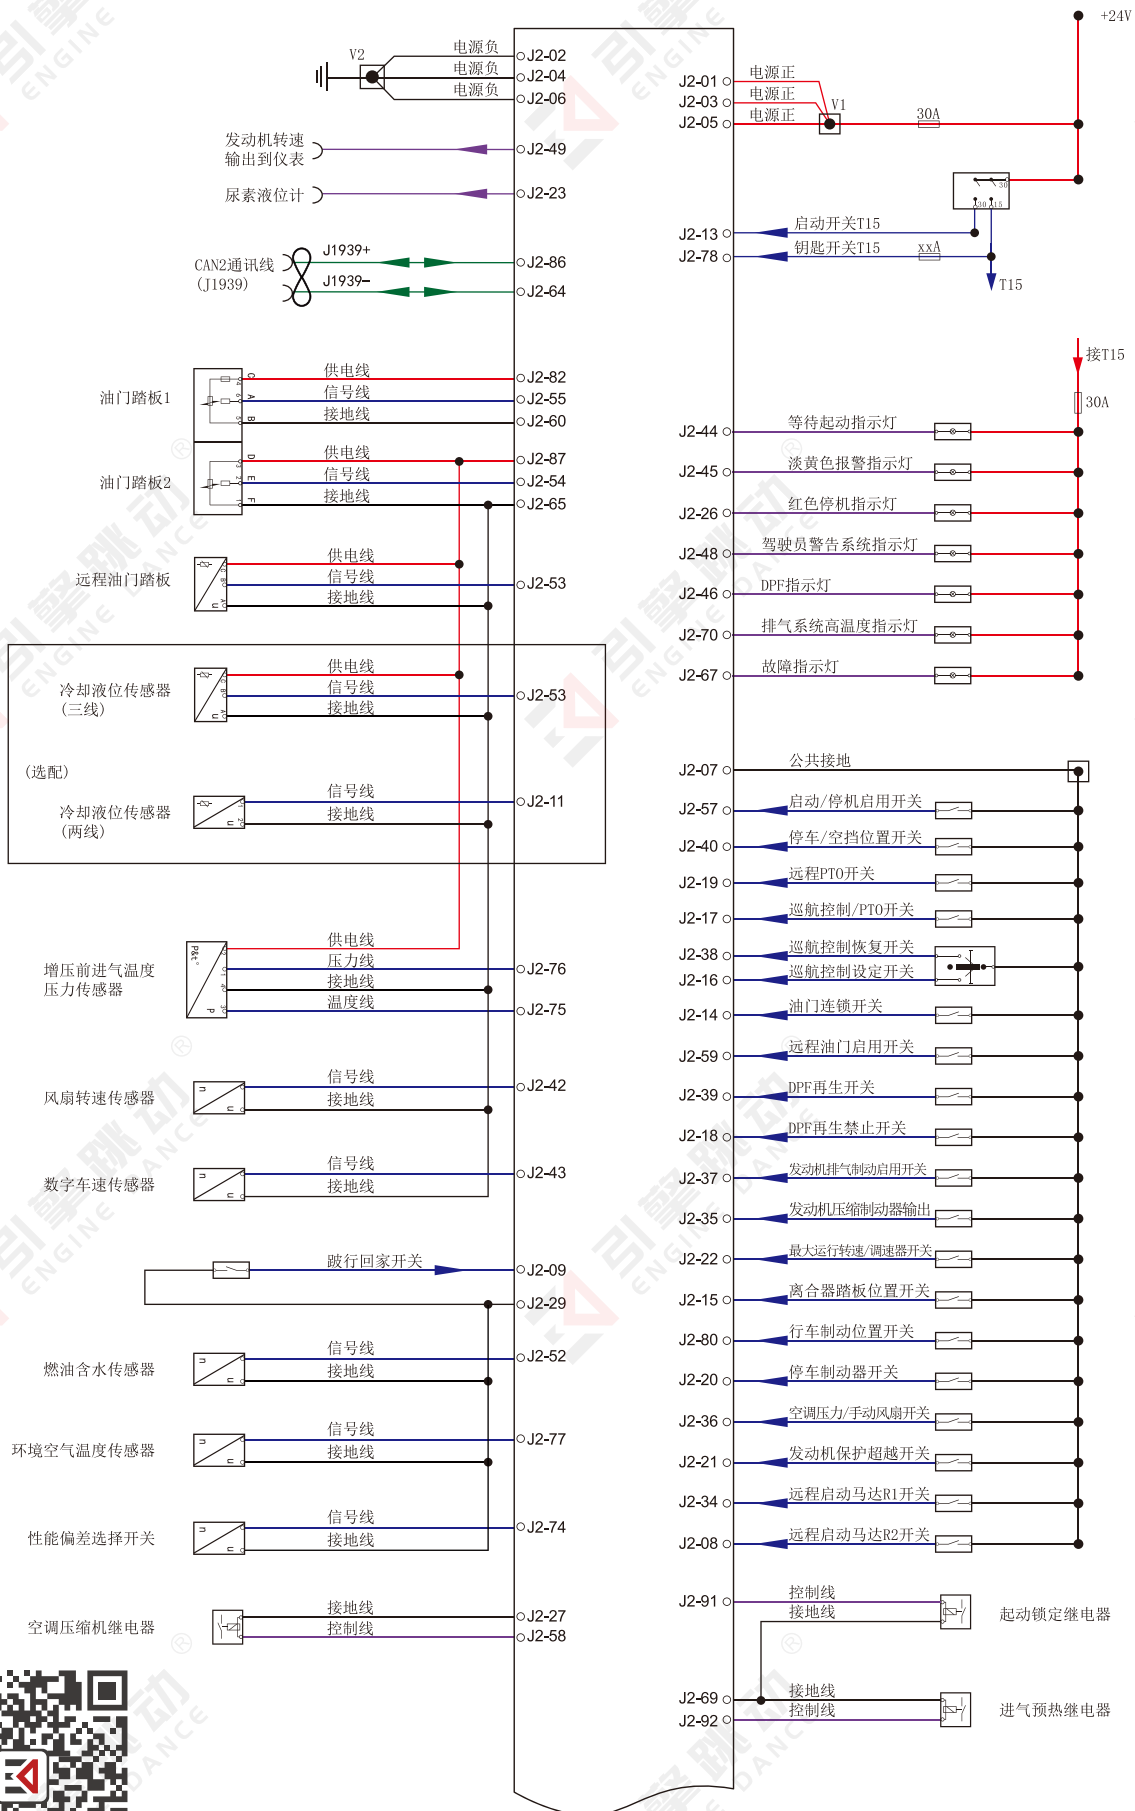 +24V
V2
电源负
J2-02
电源负
J2-04
电源负
J2-06
J2-01
电源正
J2-03
电源正
J2-05
电源正
V1
30A
发动机转速
输出到仪表
J2-49
尿素液位计
J2-23
30
30
15
J2-13
启动开关T15
J2-78
钥匙开关T15
xxA
T15
CAN2通讯线
(J1939)
J1939+
J2-86
J1939-
J2-64
油门踏板1
供电线
J2-82
信号线
J2-55
接地线
J2-60
C
A
B
油门踏板2
供电线
J2-87
信号线
J2-54
接地线
J2-65
D
E
F
远程油门踏板
供电线
信号线
J2-53
接地线
C
B
A
U
接T15
30A
J2-44
等待起动指示灯
J2-45
淡黄色报警指示灯
J2-26
红色停机指示灯
J2-48
驾驶员警告系统指示灯
J2-46
DPF指示灯
J2-70
排气系统高温度指示灯
J2-67
故障指示灯
冷却液位传感器
(三线)
供电线
信号线
J2-53
接地线
C
B
A
U
(选配)
冷却液位传感器
(两线)
信号线
J2-11
接地线
1
2
U
增压前进气温度
压力传感器
供电线
压力线
J2-76
接地线
温度线
J2-75
P&t°
P
2
1
4
3
风扇转速传感器
信号线
J2-42
接地线
n
U
数字车速传感器
信号线
J2-43
接地线
n
U
跛行回家开关
J2-09
J2-29
燃油含水传感器
信号线
J2-52
接地线
n
U
环境空气温度传感器
信号线
J2-77
接地线
n
U
性能偏差选择开关
信号线
J2-74
接地线
n
U
空调压缩机继电器
接地线
J2-27
控制线
J2-58
J2-07
公共接地
J2-57
启动/停机启用开关
J2-40
停车/空挡位置开关
J2-19
远程PTO开关
J2-17
巡航控制/PTO开关
J2-38
巡航控制恢复开关
J2-16
巡航控制设定开关
J2-14
油门连锁开关
J2-59
远程油门启用开关
J2-39
DPF再生开关
J2-18
DPF再生禁止开关
J2-37
发动机排气制动启用开关
J2-35
发动机压缩制动器输出
J2-22
最大运行转速/调速器开关
J2-15
离合器踏板位置开关
J2-80
行车制动位置开关
J2-20
停车制动器开关
J2-36
空调压力/手动风扇开关
J2-21
发动机保护超越开关
J2-34
远程启动马达R1开关
J2-08
远程启动马达R2开关
J2-91
控制线
接地线
起动锁定继电器
J2-69
接地线
J2-92
控制线
进气预热继电器
引擎跳动
ENGINE DANCE
®